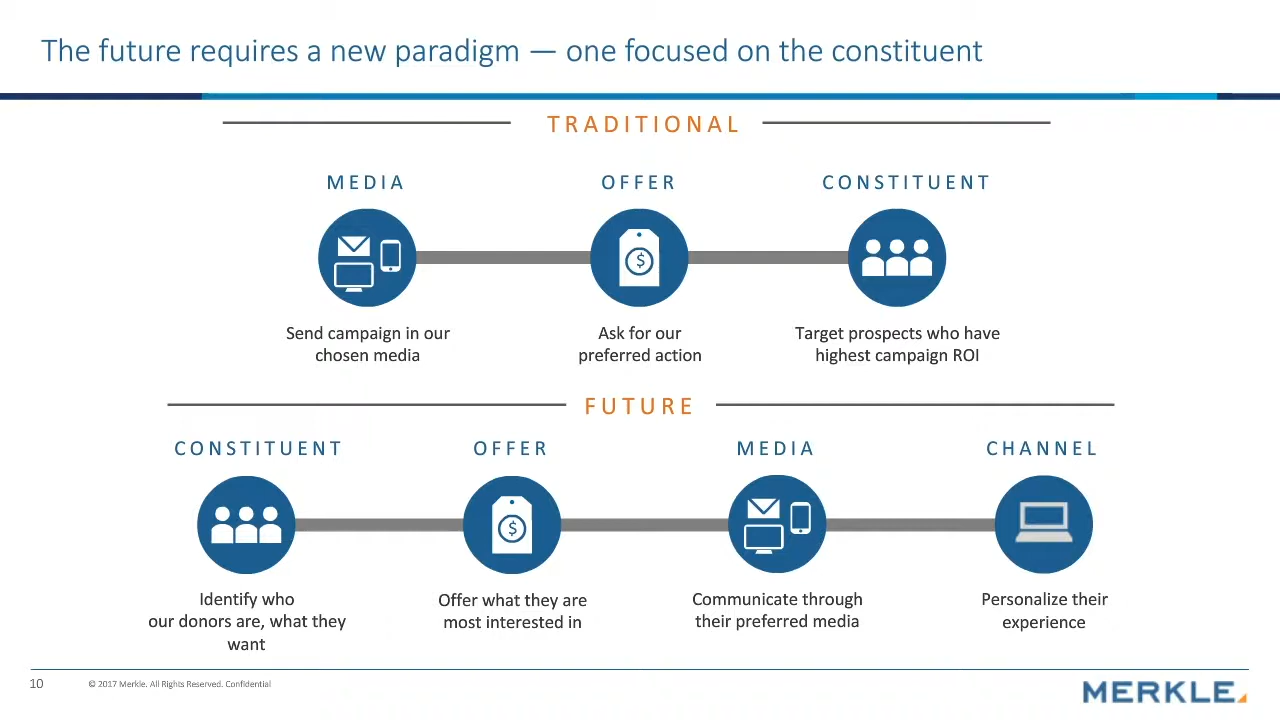 The future requires a new paradigm — one focused on the constituent
TRADITIONAL
MEDIA
OFFER
CONSTITUENT
$
Send campaign in our
chosen media
Ask for our
preferred action
Target prospects who have
highest campaign ROI
FUTURE
CONSTITUENT
OFFER
MEDIA
CHANNEL
$
Identify who
our donors are, what they
want
Offer what they are
most interested in
Communicate through
their preferred media
Personalize their
experience
10
© 2017 Merkle. All Rights Reserved. Confidential
MERKLE